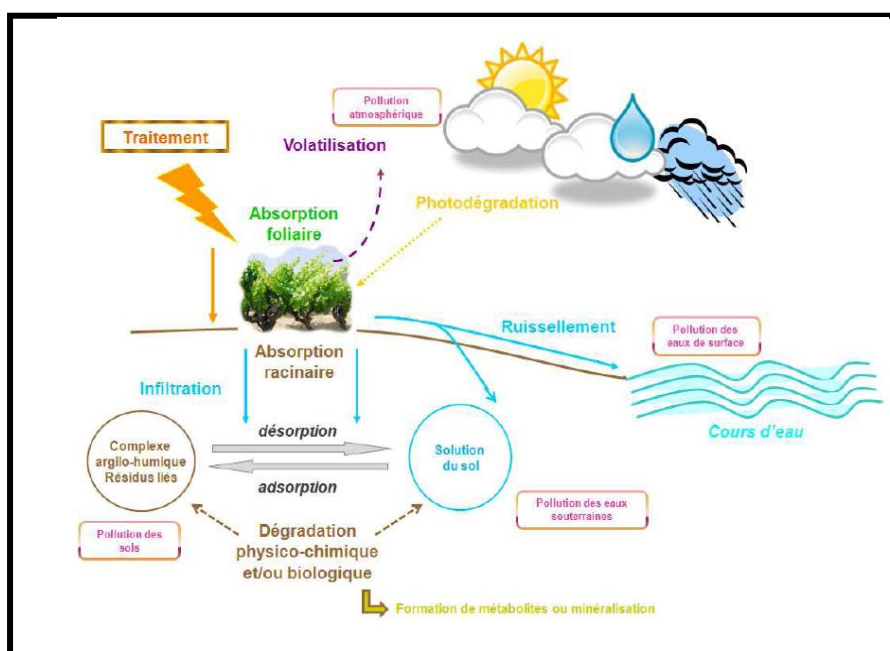 Pollution
atmosphérique
Traitement
Volatilisation
Absorption
foliaire
Photodégradation
Ruissellement
Pollution des
eaux de surface
Absorption
racinaire
Infiltration
Cours d'eau
Complexe
argilo-humique
Résidus liés
désorption
adsorption
Solution
du sol
Pollution des eaux
souterraines
Pollution des
sols
Dégradation
physico-chimique
et/ou biologique
Formation de métabolites ou minéralisation